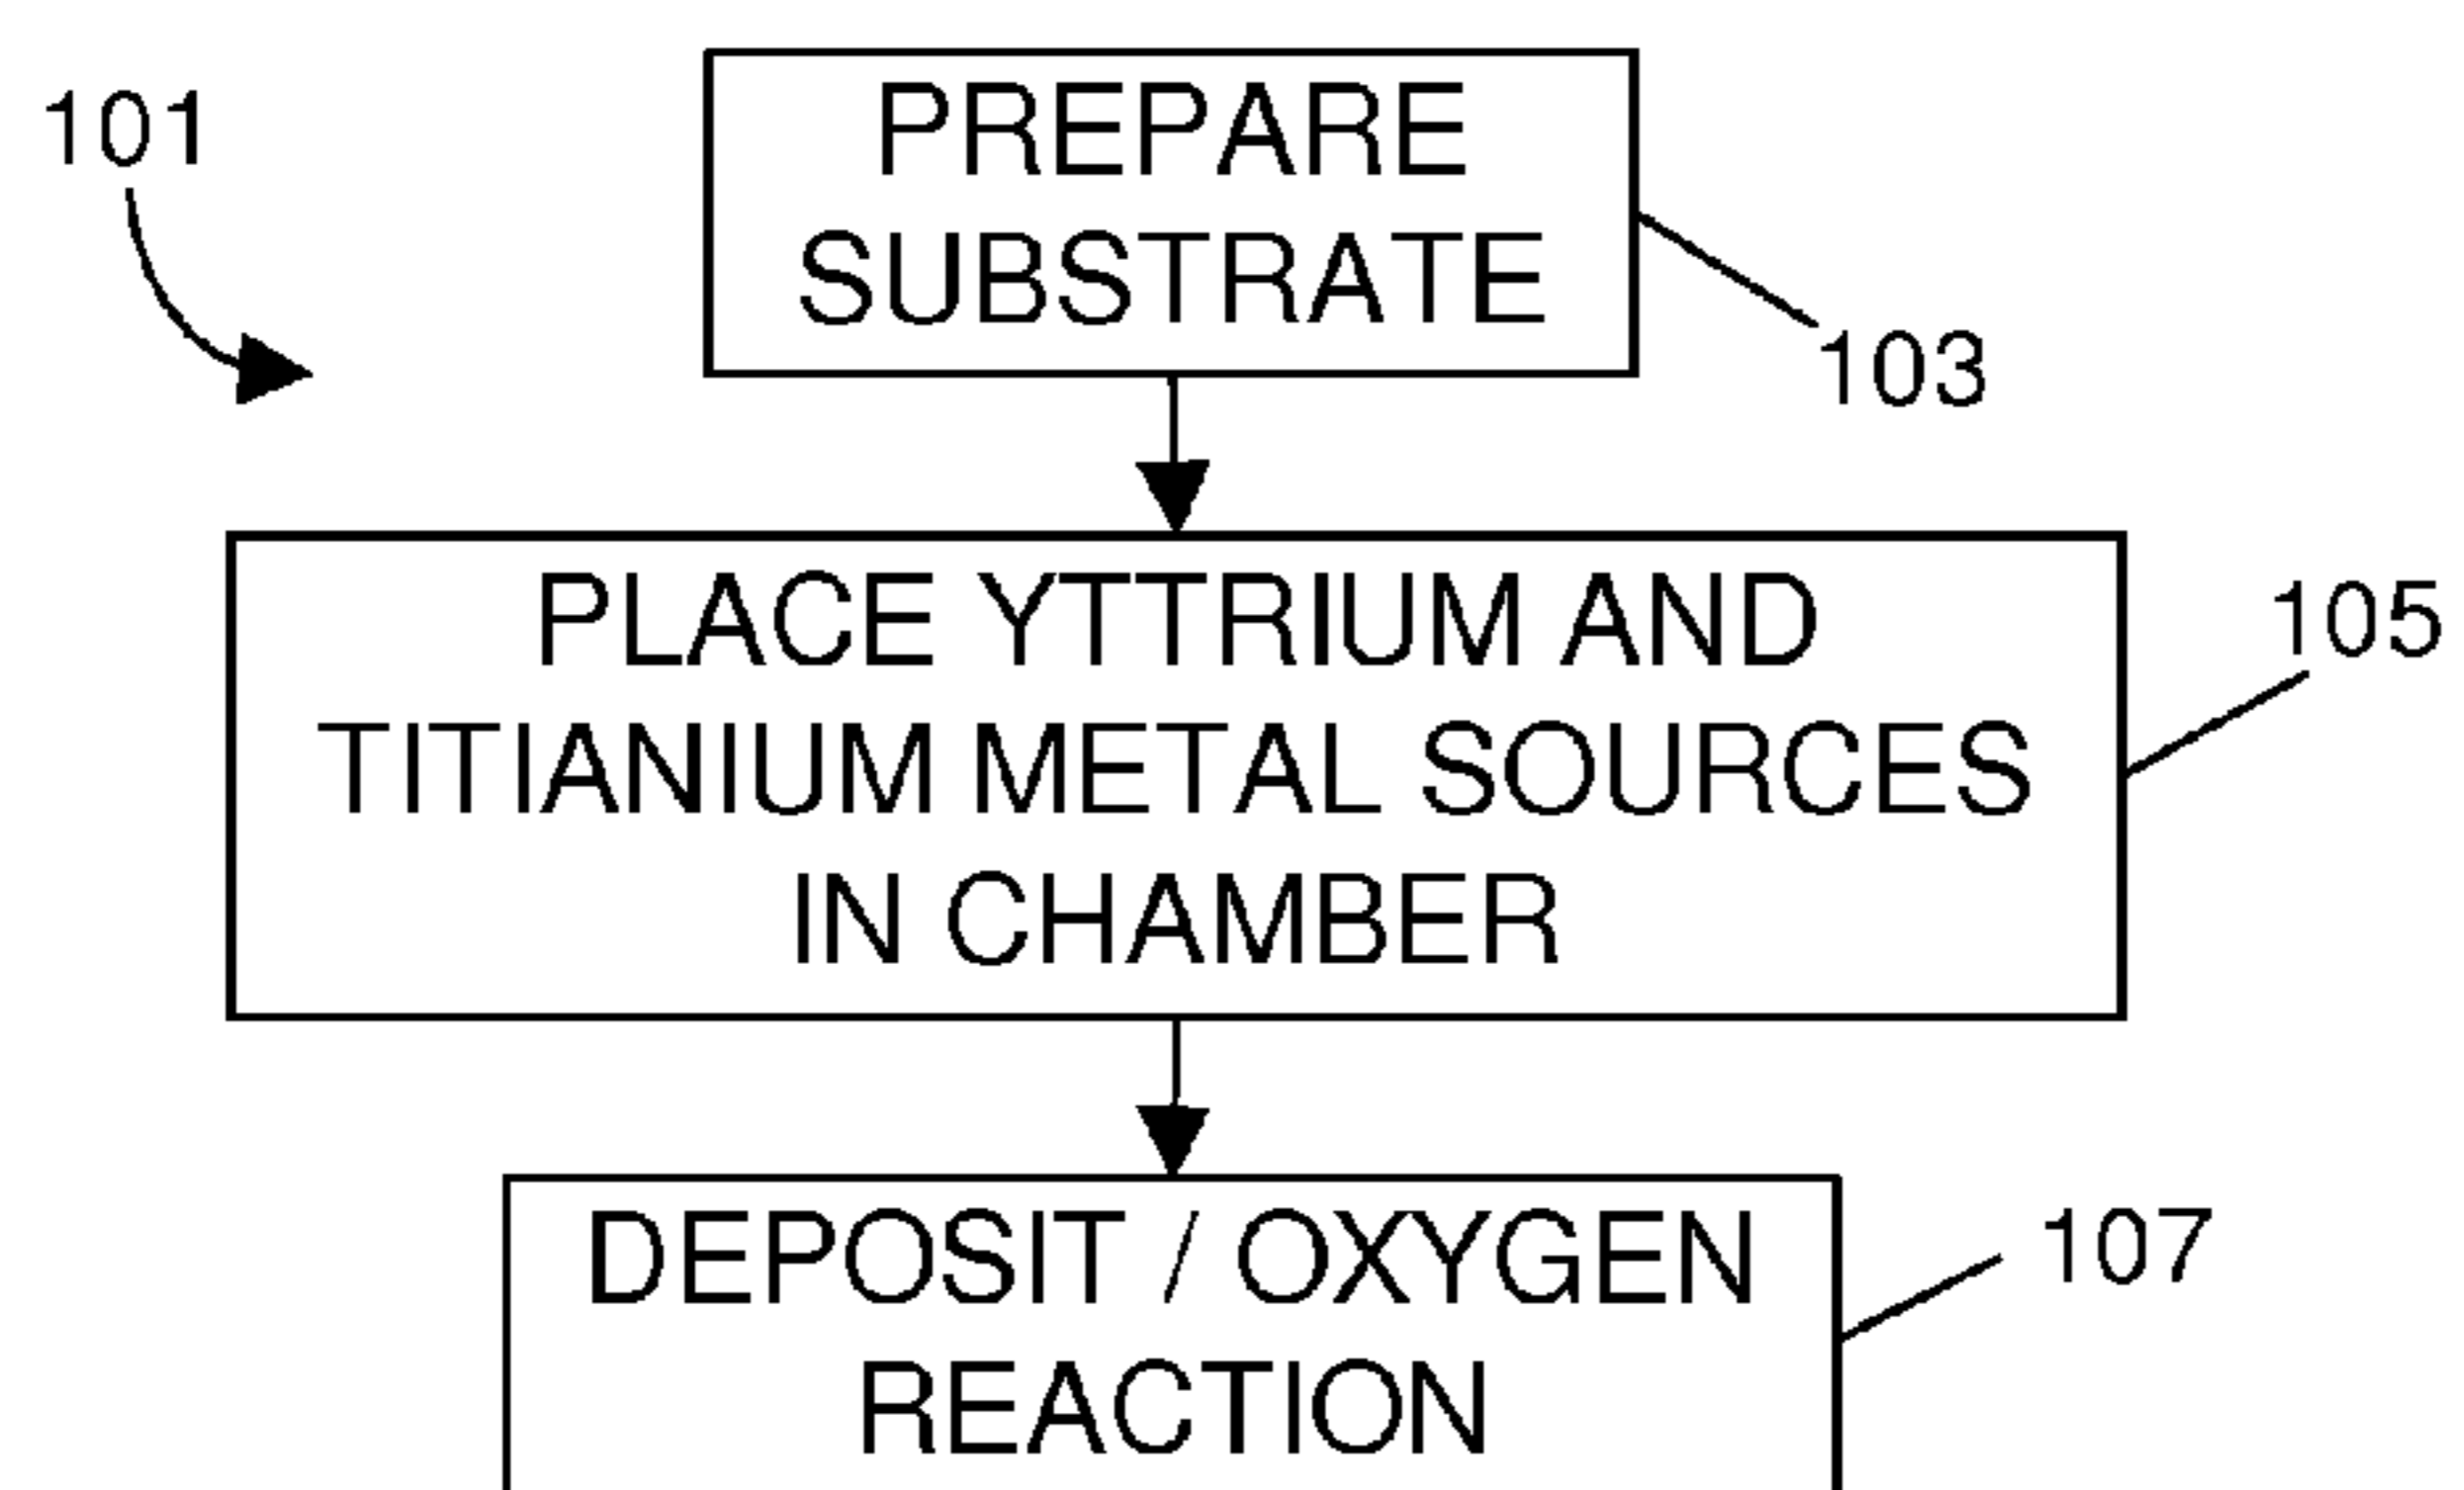 101
PREPARE
SUBSTRATE
103
PLACE YTTRIUM AND
TITIANIUM METAL SOURCES
IN CHAMBER
105
DEPOSIT / OXYGEN
REACTION
107